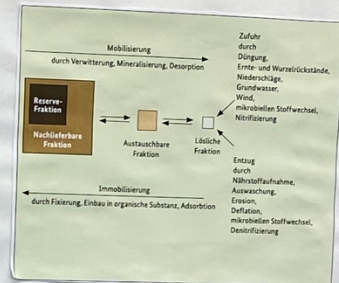 Mobilisierung
durch Verwitterung, Mineralisierung, Desorption
Zufuhr
durch
Düngung,
Ernte- und Wurzelrückstände,
Niederschläge,
Grundwasser,
Wind,
mikrobiellen Stoffwechsel,
Nitrifizierung
Reserve-
Fraktion
Nachlieferbare
Fraktion
Austauschbare
Fraktion
Lösliche
Fraktion
Entzug
durch
Nährstoffaufnahme,
Auswaschung,
Erosion,
Deflation,
mikrobiellen Stoffwechsel,
Denitrifizierung
Immobilisierung
durch Fixierung, Einbau in organische Substanz, Adsorbtion